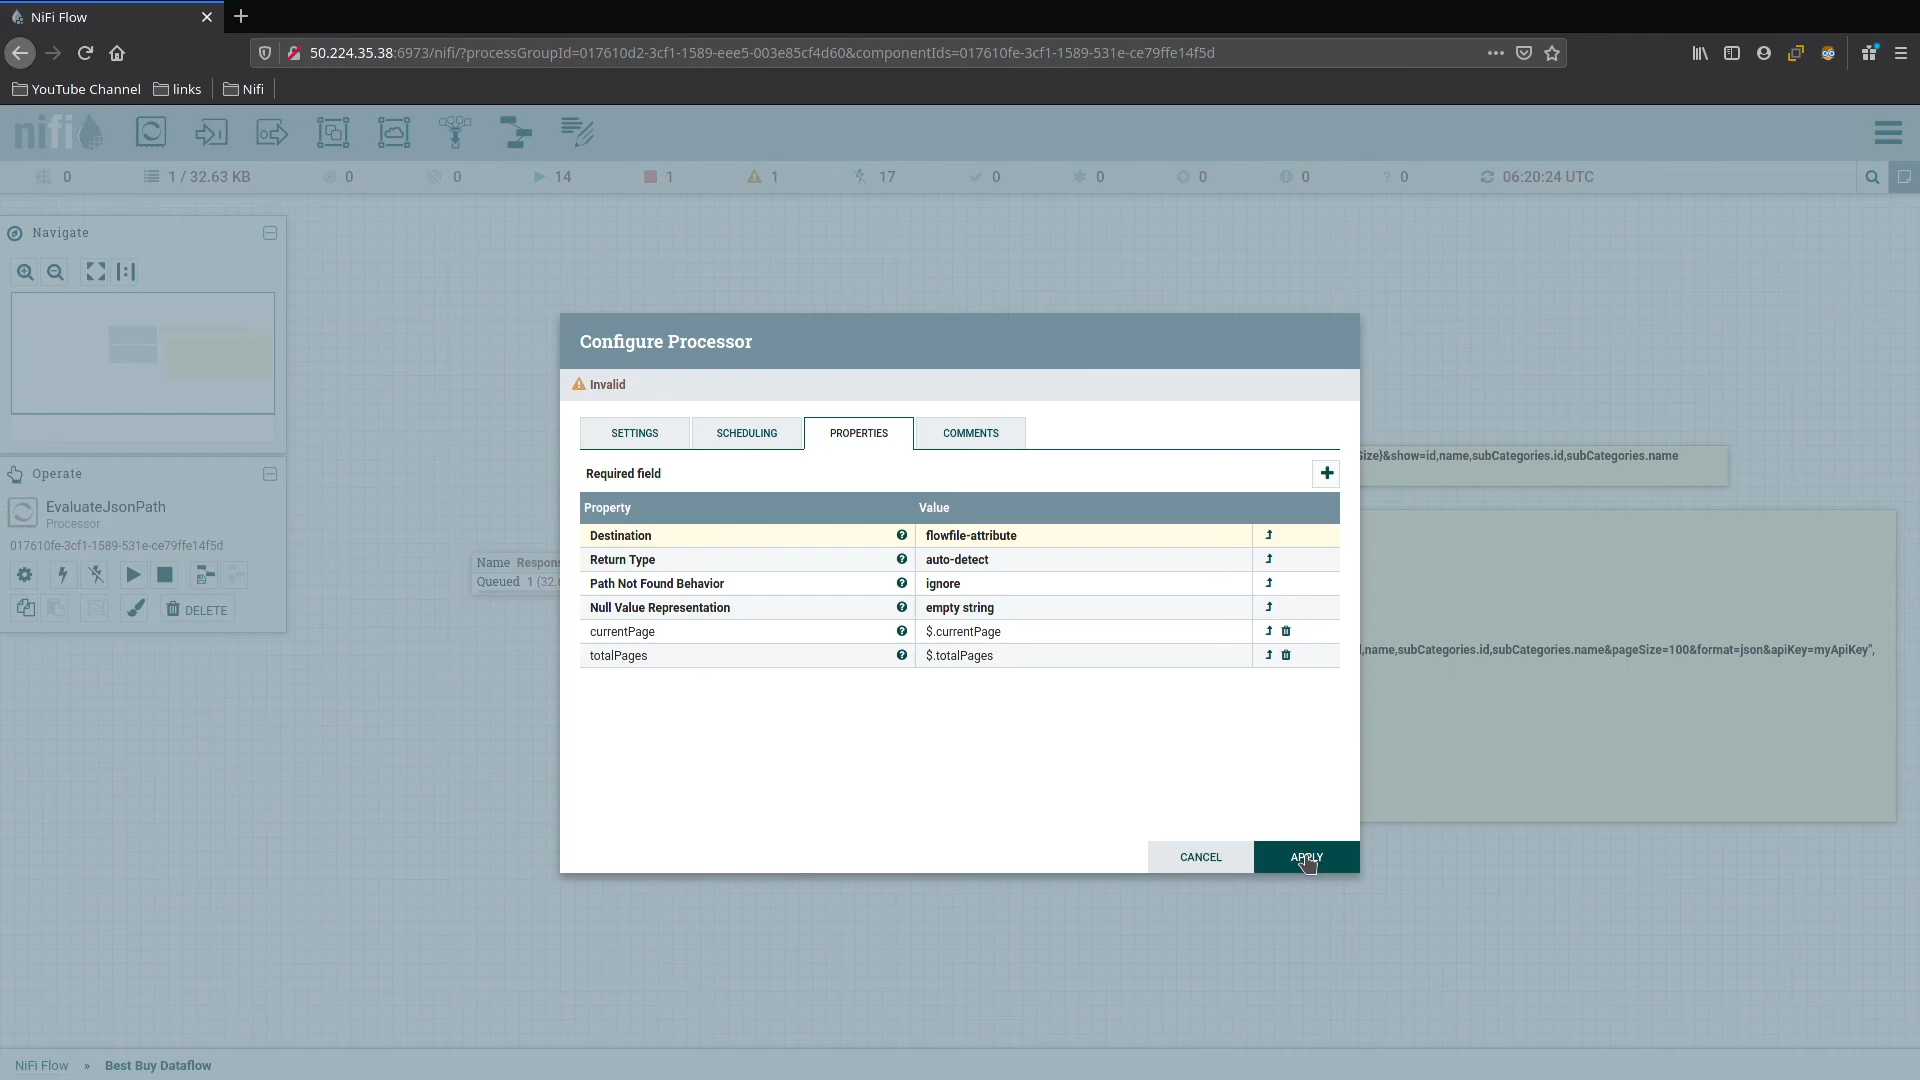 NiFi Flow
50.224.35.38:6973/nifi/?processGroupId=017610d2-3cf1-1589-eee5-003e85cf4d60&componentIds=017610fe-3cf1-1589-531e-ce79ffe14f5d
YouTube Channel links Nifi
nifi
0 1 / 32.63 KB 0 0 14 1 1 17 0 0 0 0 ? 0 06:20:24 UTC
Navigate
Configure Processor
Invalid
SETTINGS SCHEDULING PROPERTIES COMMENTS
Size}&show=id,name,subCategories.id,subCategories.name
Operate
Required field
EvaluateJsonPath
Processor
Property Value
017610fe-3cf1-1589-531e-ce79ffe14f5d
Destination flowfile-attribute
Return Type auto-detect
Name Respons
Path Not Found Behavior ignore
Queued 1 (32.6
Null Value Representation empty string
DELETE
currentPage $.currentPage
totalPages $.totalPages
,name,subCategories.id,subCategories.name&pageSize=100&format=json&apiKey=myApiKey",
CANCEL APPLY
NiFi Flow » Best Buy Dataflow